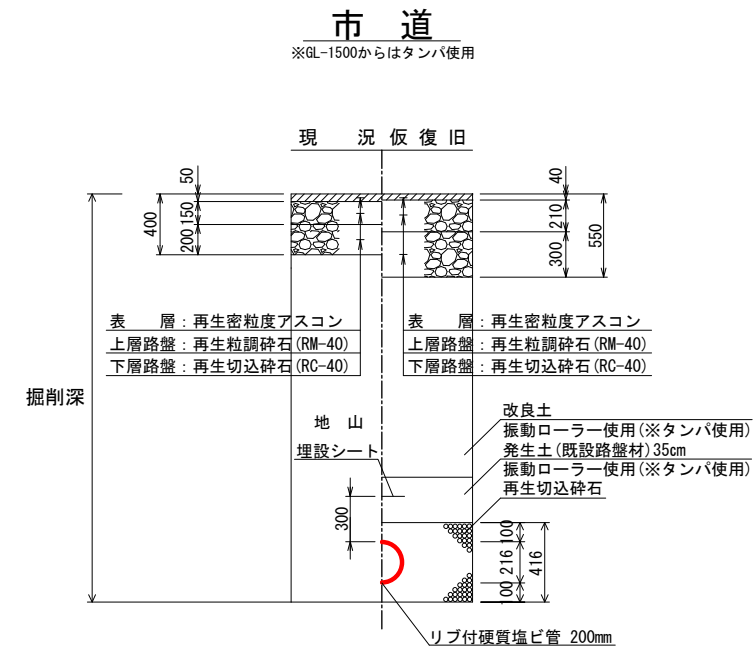 市　道
※GL-1500からはタンパ使用
現　況
仮 復 旧
50
150
200
400
40
210
300
550
表　層：再生密粒度アスコン
上層路盤：再生粒調砕石(RM-40)
下層路盤：再生切込砕石(RC-40)
表　層：再生密粒度アスコン
上層路盤：再生粒調砕石(RM-40)
下層路盤：再生切込砕石(RC-40)
掘削深
地　山
埋設シート
300
改良土
振動ローラー使用(※タンパ使用)
発生土(既設路盤材)35cm
振動ローラー使用(※タンパ使用)
再生切込砕石
100
216
100
416
リブ付硬質塩ビ管 200mm